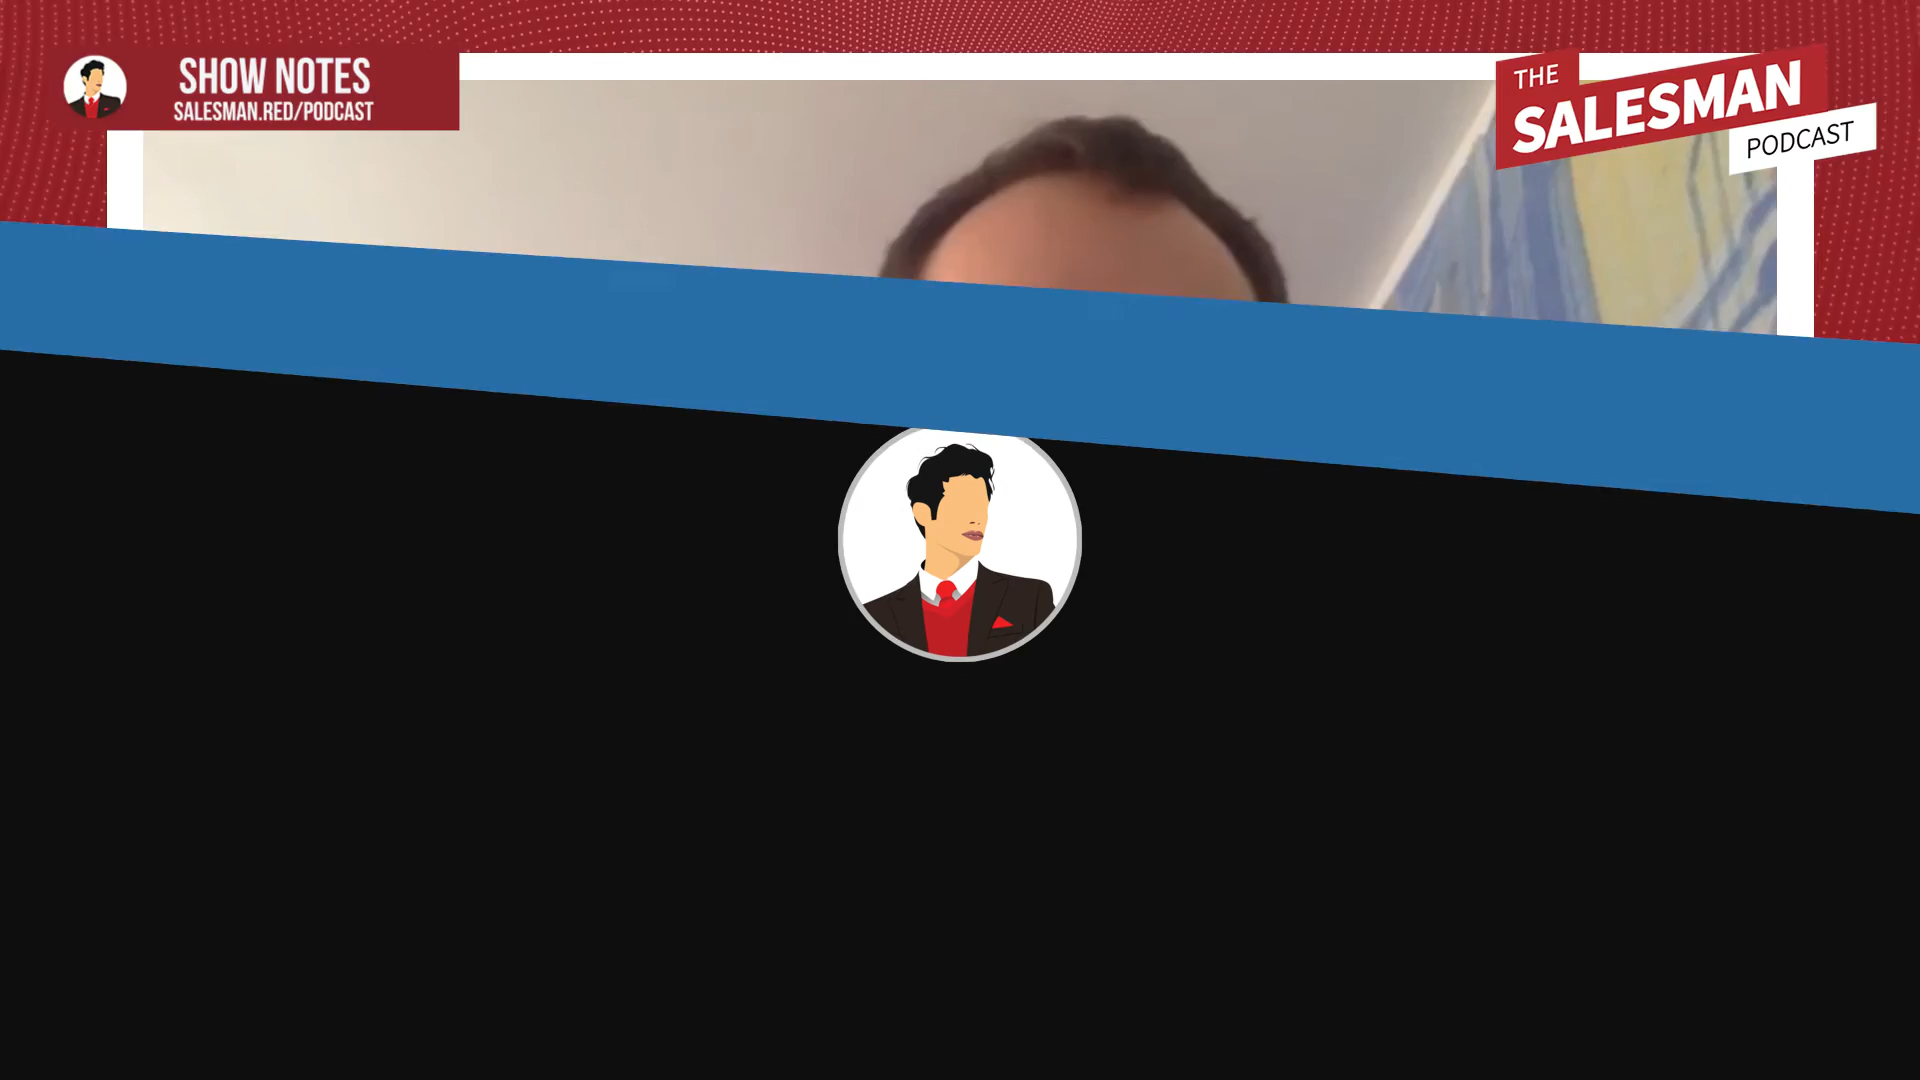 SHOW NOTES
SALESMAN.RED/PODCAST
THE
SALESMAN
PODCAST